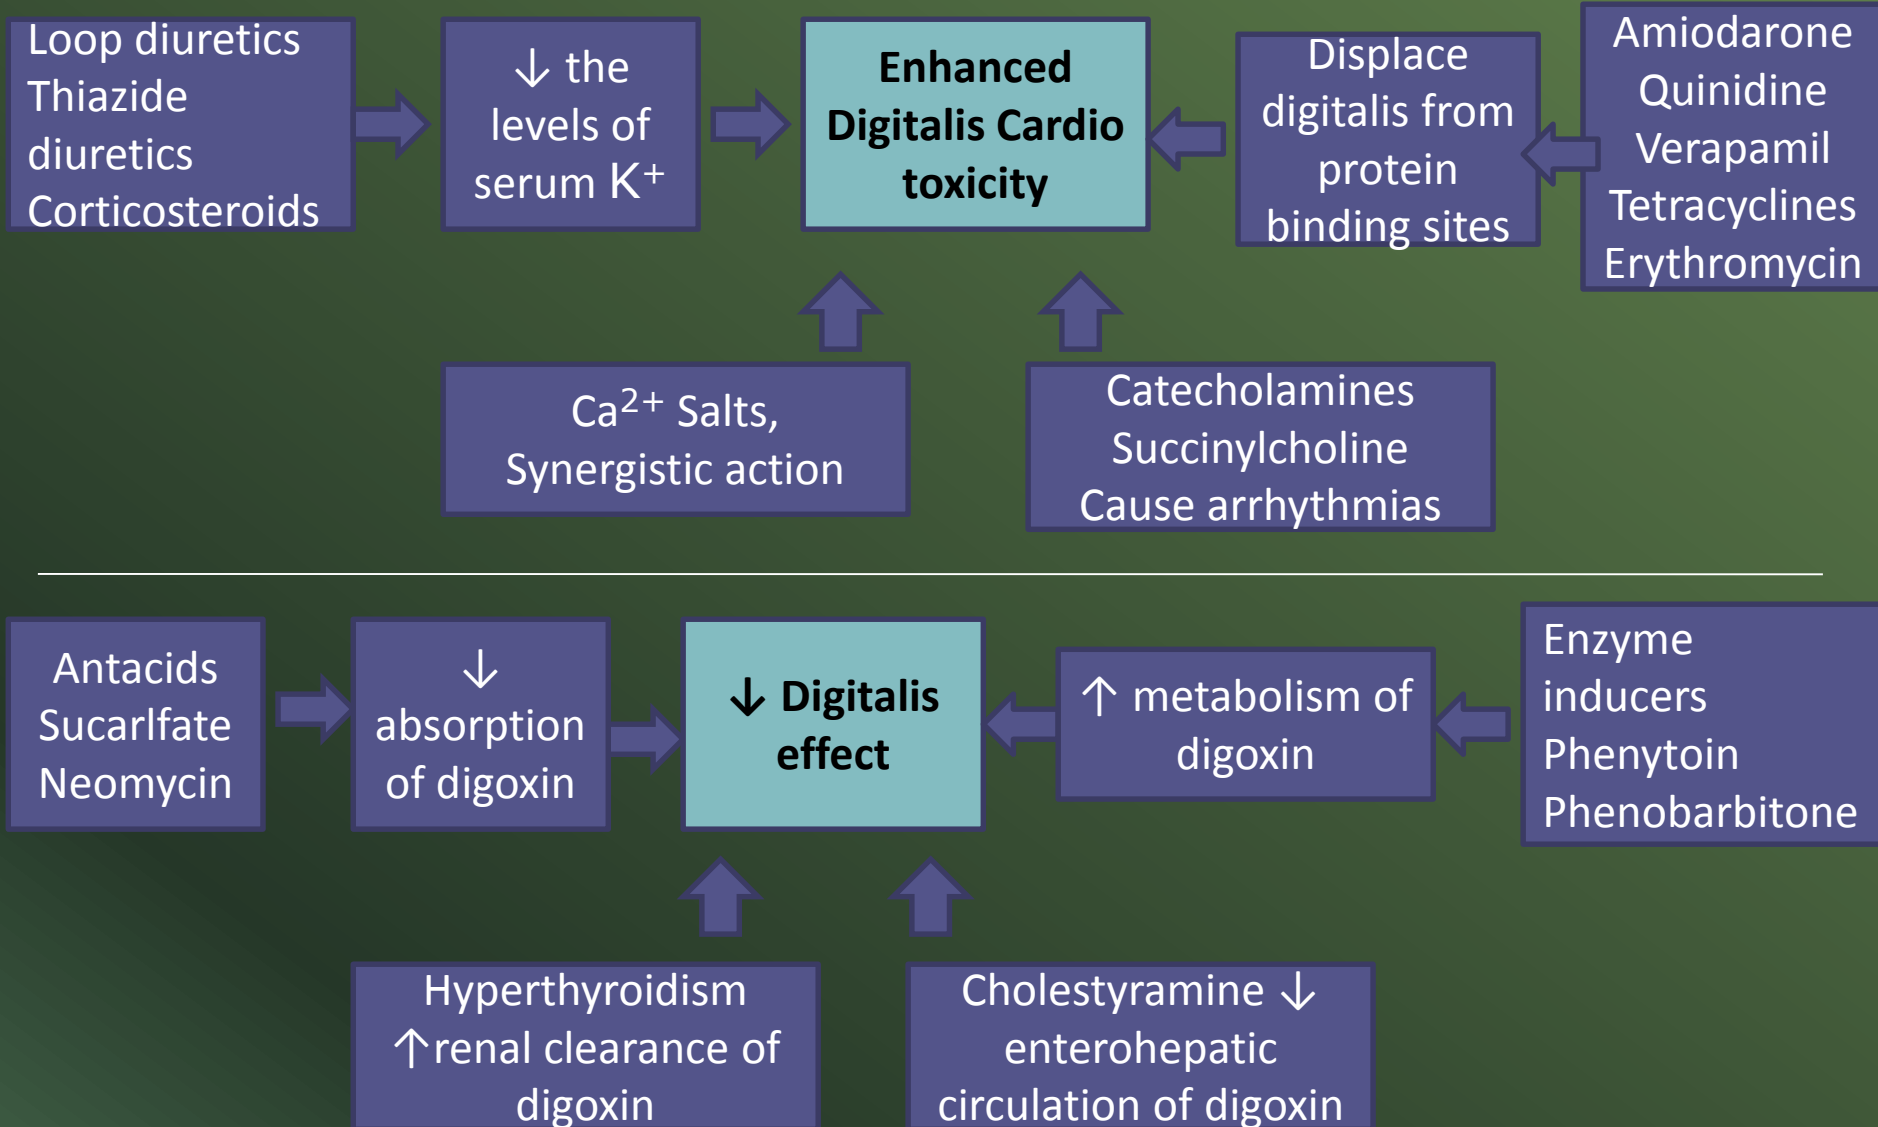 Loop diuretics
Thiazide
diuretics
Corticosteroids
↓ the
levels of
serum K⁺
Enhanced
Digitalis Cardio
toxicity
Displace
digitalis from
protein
binding sites
Amiodarone
Quinidine
Verapamil
Tetracyclines
Erythromycin
Ca²⁺ Salts,
Synergistic action
Catecholamines
Succinylcholine
Cause arrhythmias
Antacids
Sucarlfate
Neomycin
↓
absorption
of digoxin
↓ Digitalis
effect
↑ metabolism of
digoxin
Enzyme
inducers
Phenytoin
Phenobarbitone
Hyperthyroidism
↑renal clearance of
digoxin
Cholestyramine ↓
enterohepatic
circulation of digoxin